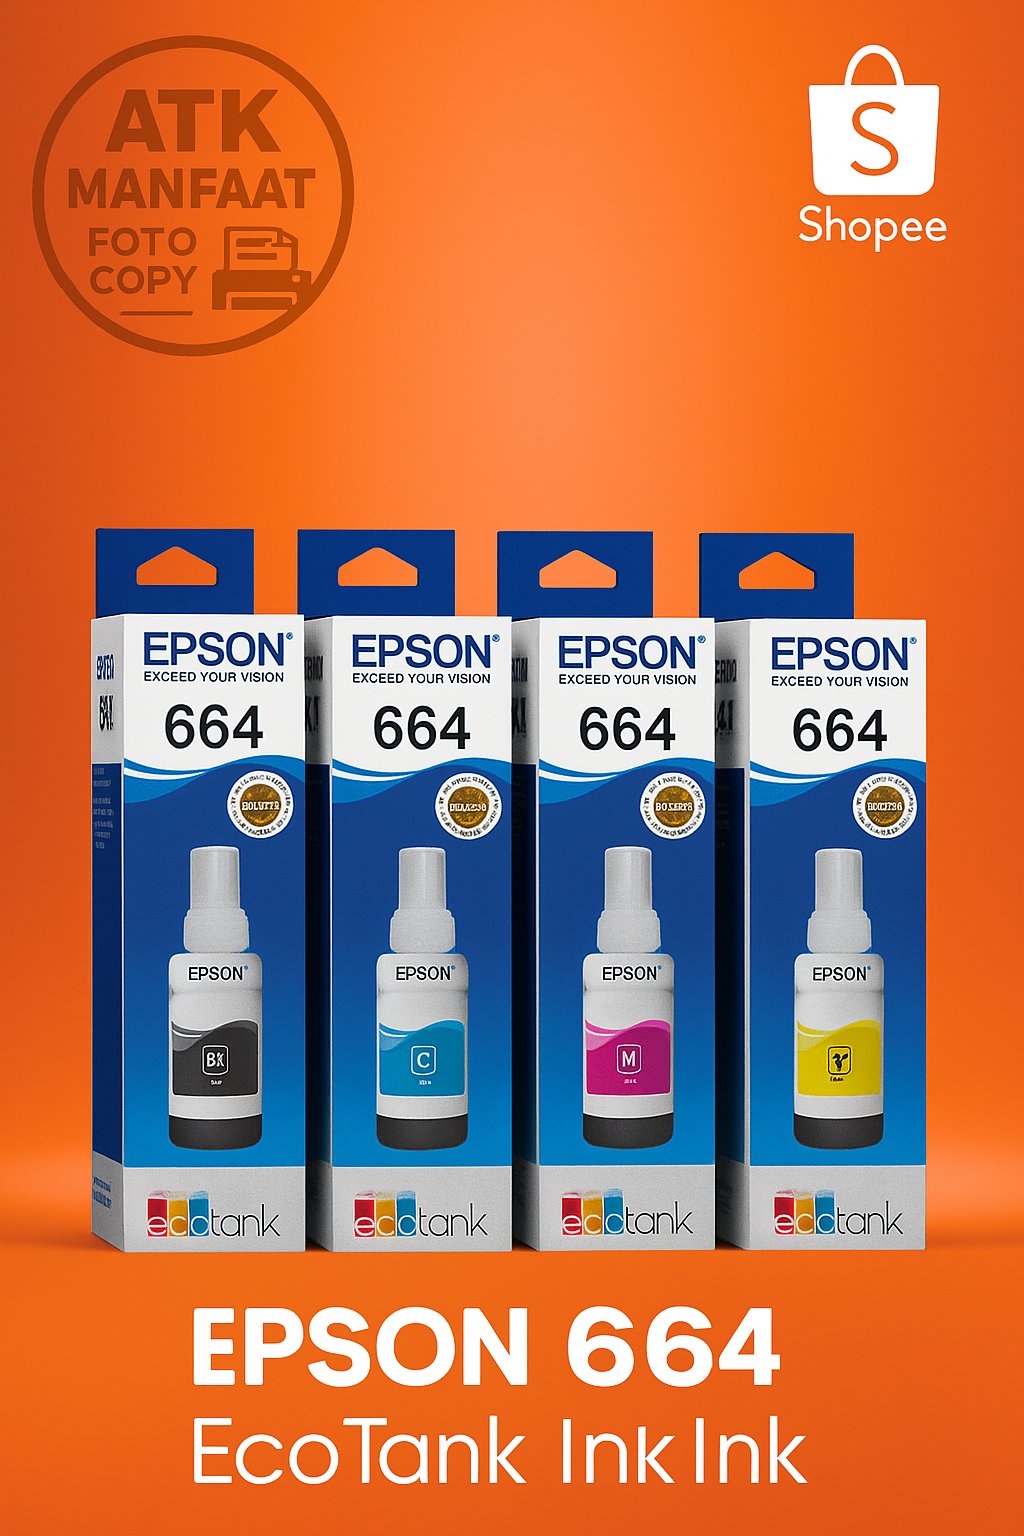 ATK
MANFAAT
FOTO
COPY
S
Shopee
EPSON®
EXCEED YOUR VISION
664
EPSON®
BK
ecotank
EPSON®
EXCEED YOUR VISION
664
EPSON®
C
ecotank
EPSON®
EXCEED YOUR VISION
664
EPSON®
M
ecotank
EPSON®
EXCEED YOUR VISION
664
EPSON®
ecotank
EPSON 664
EcoTank Ink Ink